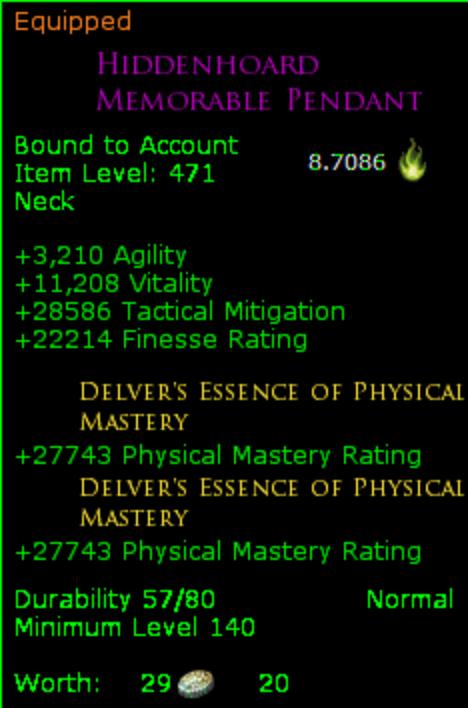 Equipped
Hiddenhoard
Memorable Pendant
Bound to Account
Item Level: 471
8.7086
Neck
+3,210 Agility
+11,208 Vitality
+28586 Tactical Mitigation
+22214 Finesse Rating
Delver's Essence of Physical
Mastery
+27743 Physical Mastery Rating
Delver's Essence of Physical
Mastery
+27743 Physical Mastery Rating
Durability 57/80 Normal
Minimum Level 140
Worth: 29 20